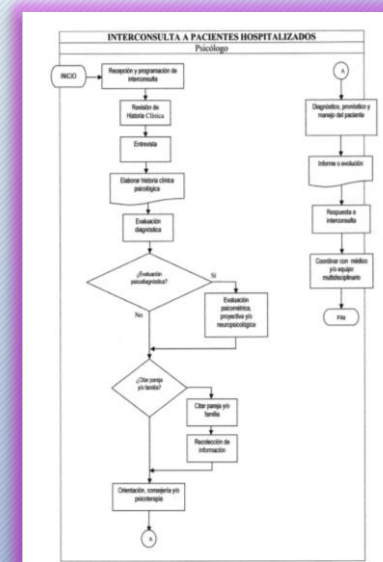 INTERCONSULTA A PACIENTES HOSPITALIZADOS
Psicólogo
INICIO
Recepción y programación de
interconsulta
Revisión de
Historia Clínica
Entrevista
Elaborar historia clínica
psicológica
Evaluación
diagnóstica
¿Evaluación
psicodiagnóstica?
Si
No
Evaluación
psicométrica,
proyectiva y/o
neuropsicológica
¿Citar pareja
y/o familia?
Citar pareja y/o
familia
Recolección de
información
Orientación, consejería y/o
psicoterapia
A
A
Diagnóstico, pronóstico y
manejo del paciente
Informe o evolución
Respuesta a
interconsulta
Coordinar con médico
y/o equipo
multidisciplinario
FIN